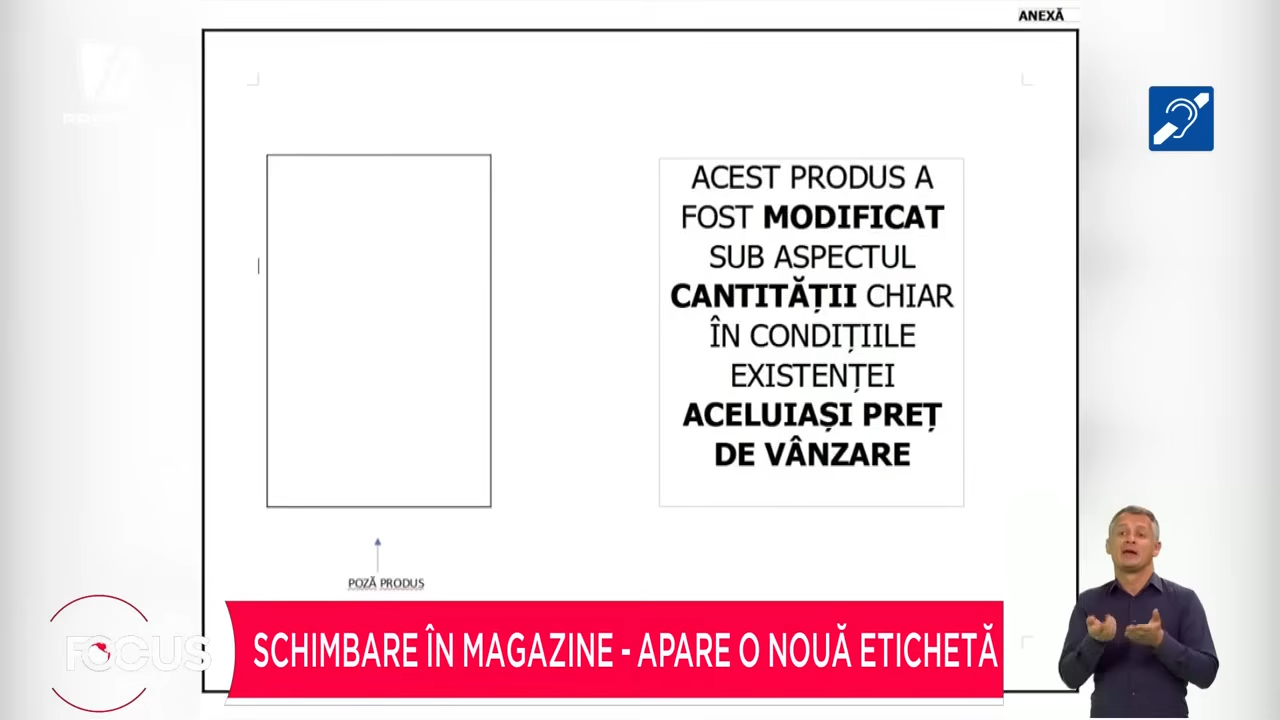 ANEXĂ
ACEST PRODUS A
FOST MODIFICAT
SUB ASPECTUL
CANTITĂȚII CHIAR
ÎN CONDIȚIILE
EXISTENȚEI
ACELUIAȘI PREȚ
DE VÂNZARE
POZĂ PRODUS
FOCUS
SCHIMBARE ÎN MAGAZINE - APARE O NOUĂ ETICHETĂ